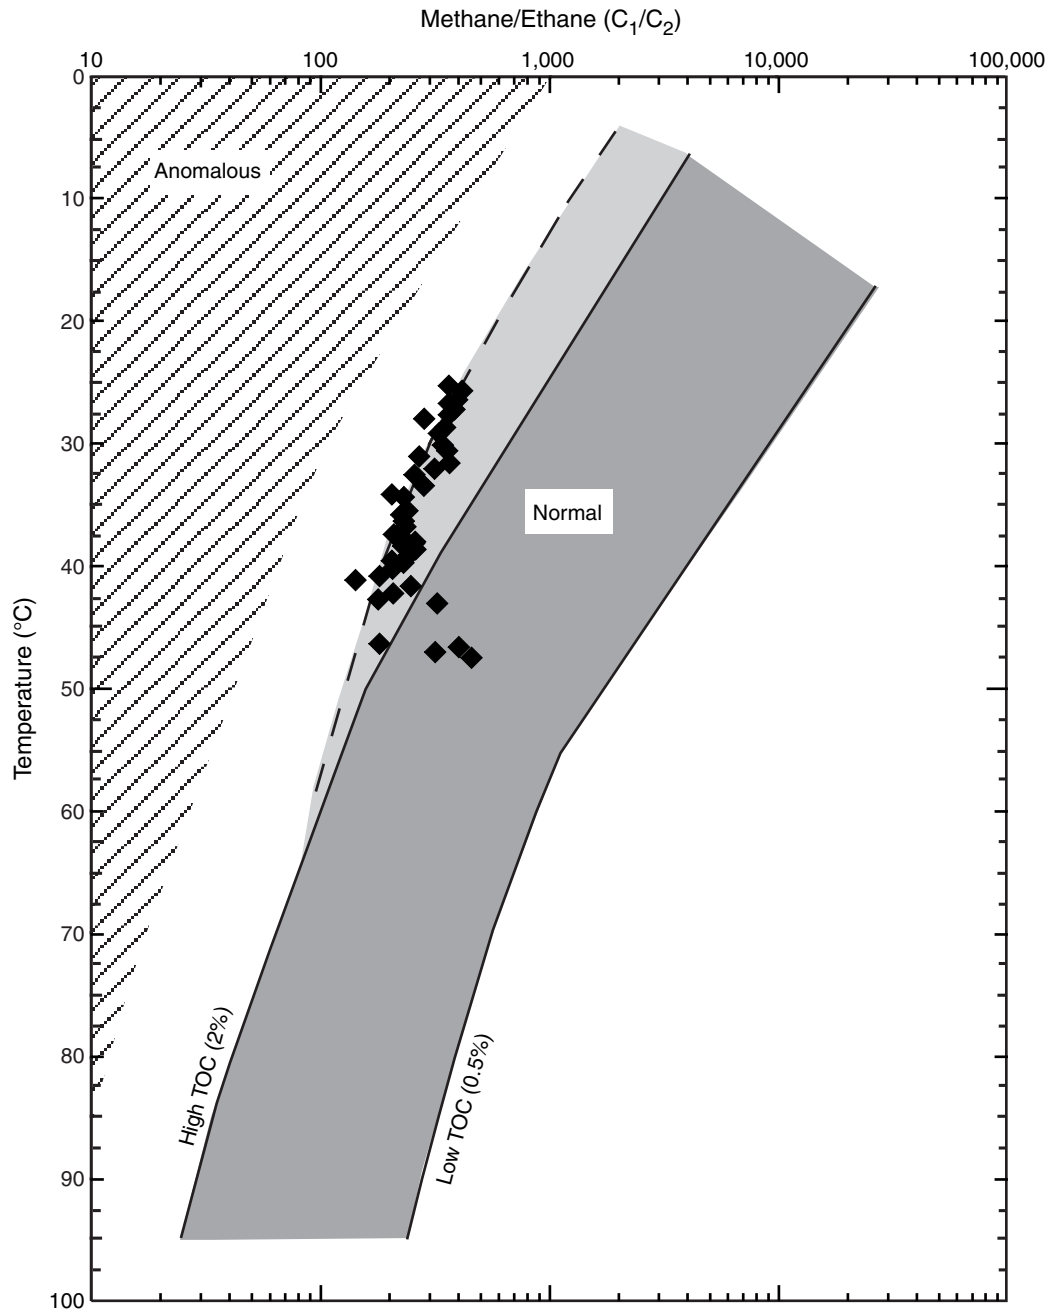 Methane/Ethane (C₁/C₂)
10 100 1,000 10,000 100,000
0
Anomalous
10
20
30
Normal
40
Temperature (°C)
50
60
70
80
High TOC (2%)
Low TOC (0.5%)
90
100